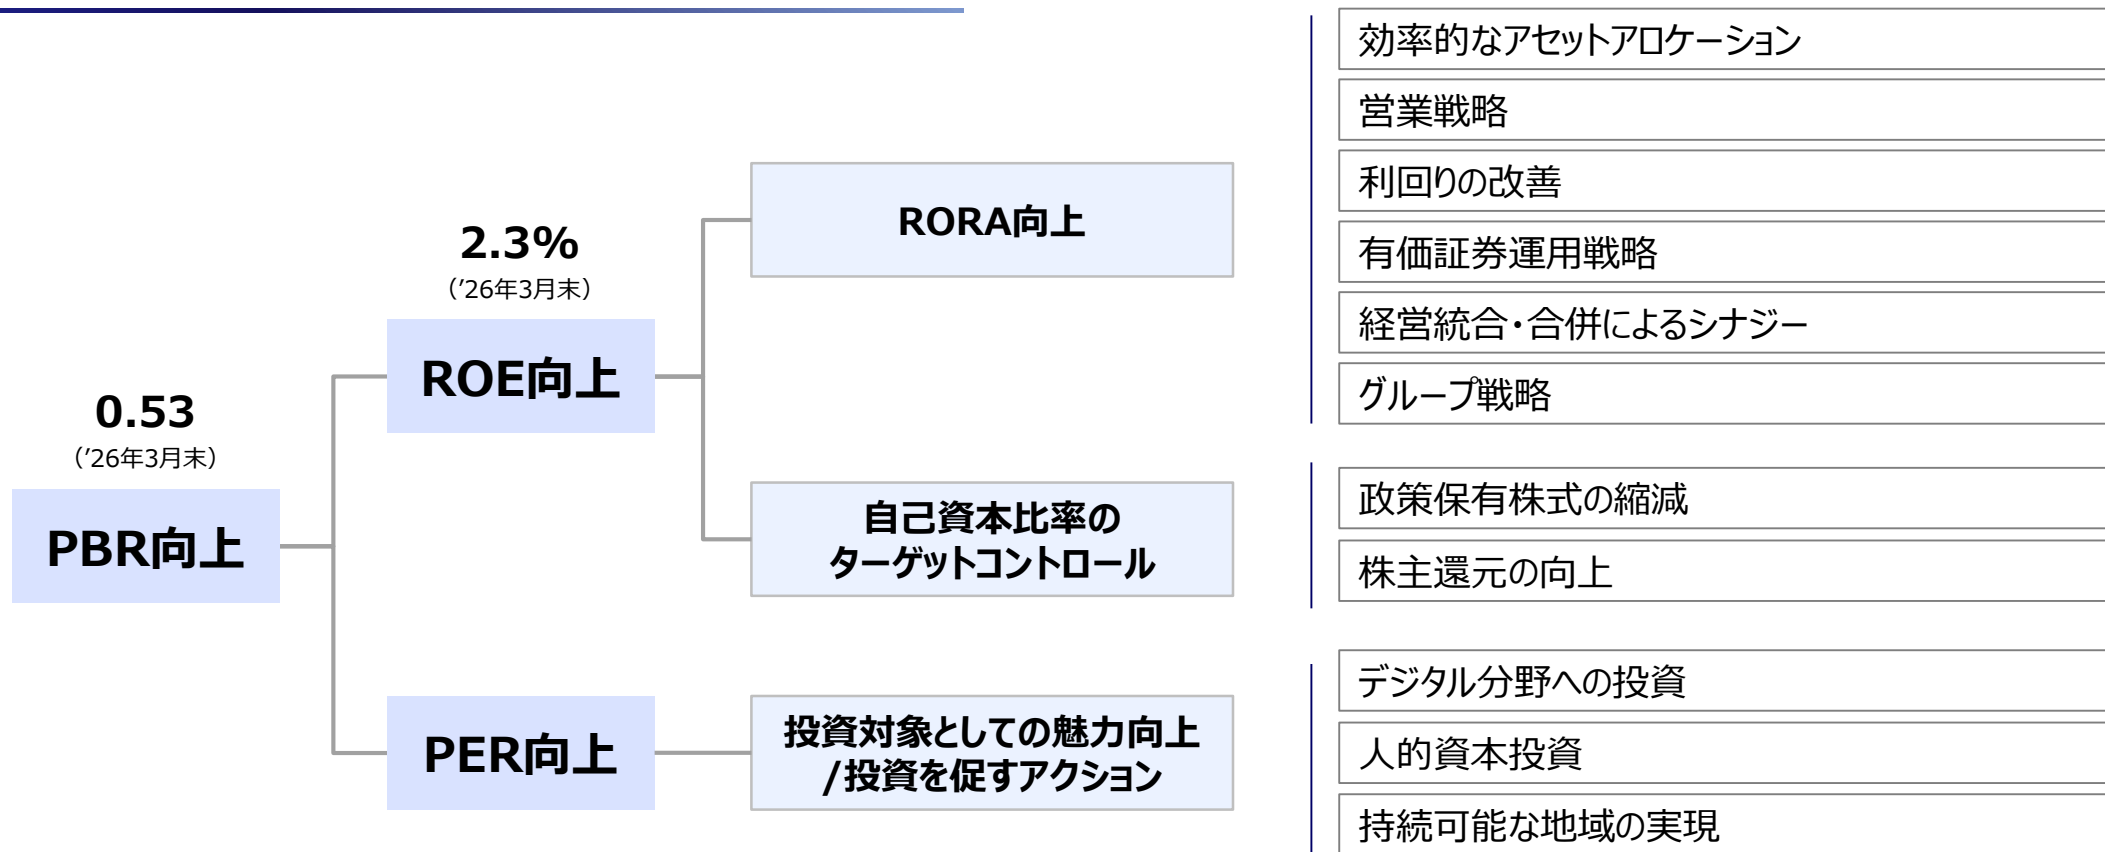 0.53
（’26年3月末）
PBR向上
2.3%
（’26年3月末）
ROE向上
PER向上
RORA向上
自己資本比率の
ターゲットコントロール
投資対象としての魅力向上
/投資を促すアクション
効率的なアセットアロケーション
営業戦略
利回りの改善
有価証券運用戦略
経営統合・合併によるシナジー
グループ戦略
政策保有株式の縮減
株主還元の向上
デジタル分野への投資
人的資本投資
持続可能な地域の実現